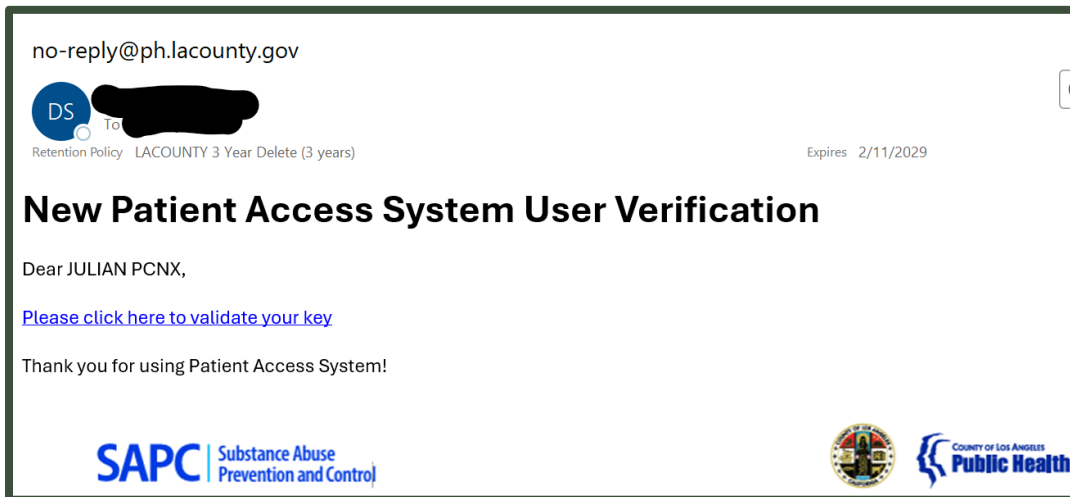 no-reply@ph.lacounty.gov
DS
To
Retention Policy LACOUNTY 3 Year Delete (3 years)
Expires 2/11/2029
New Patient Access System User Verification
Dear JULIAN PCNX,
Please click here to validate your key
Thank you for using Patient Access System!
SAPC
Substance Abuse
Prevention and Control
COUNTY OF LOS ANGELES
Public Health